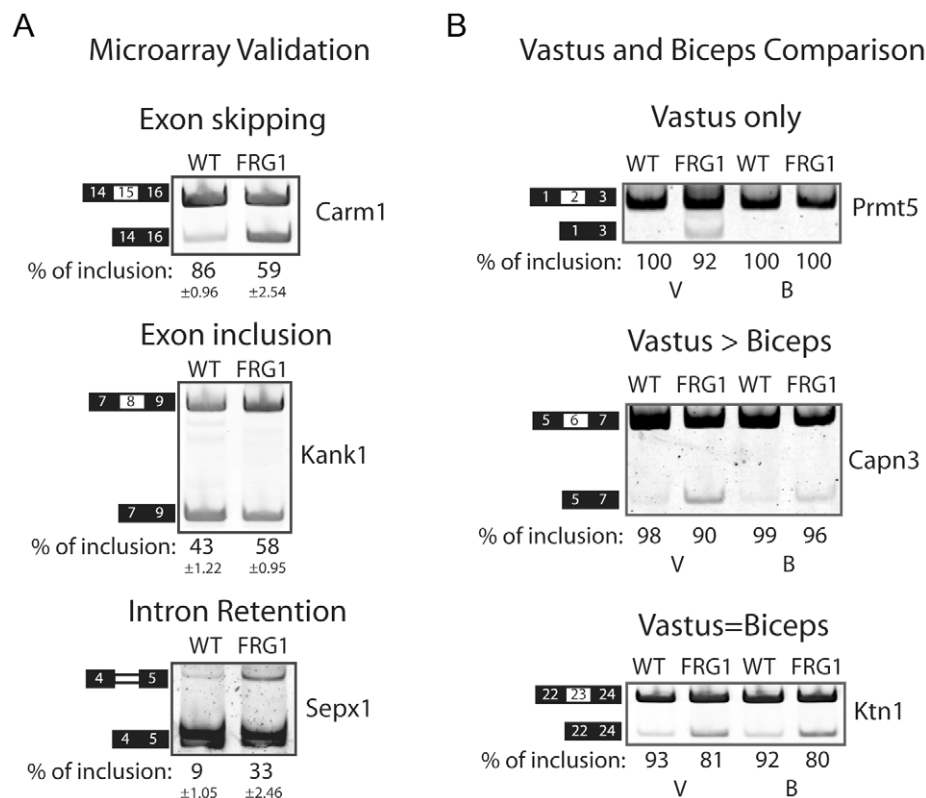 A
Microarray Validation
Exon skipping
WT FRG1
14 15 16
Carm1
14 16
% of inclusion: 86 59
±0.96 ±2.54
Exon inclusion
WT FRG1
7 8 9
Kank1
7 9
% of inclusion: 43 58
±1.22 ±0.95
Intron Retention
WT FRG1
4 5
Sepx1
4 5
% of inclusion: 9 33
±1.05 ±2.46
B
Vastus and Biceps Comparison
Vastus only
WT FRG1 WT FRG1
1 2 3
Prmt5
1 3
% of inclusion: 100 92 100 100
V B
Vastus > Biceps
WT FRG1 WT FRG1
5 6 7
Capn3
5 7
% of inclusion: 98 90 99 96
V B
Vastus=Biceps
WT FRG1 WT FRG1
22 23 24
Ktn1
22 24
% of inclusion: 93 81 92 80
V B